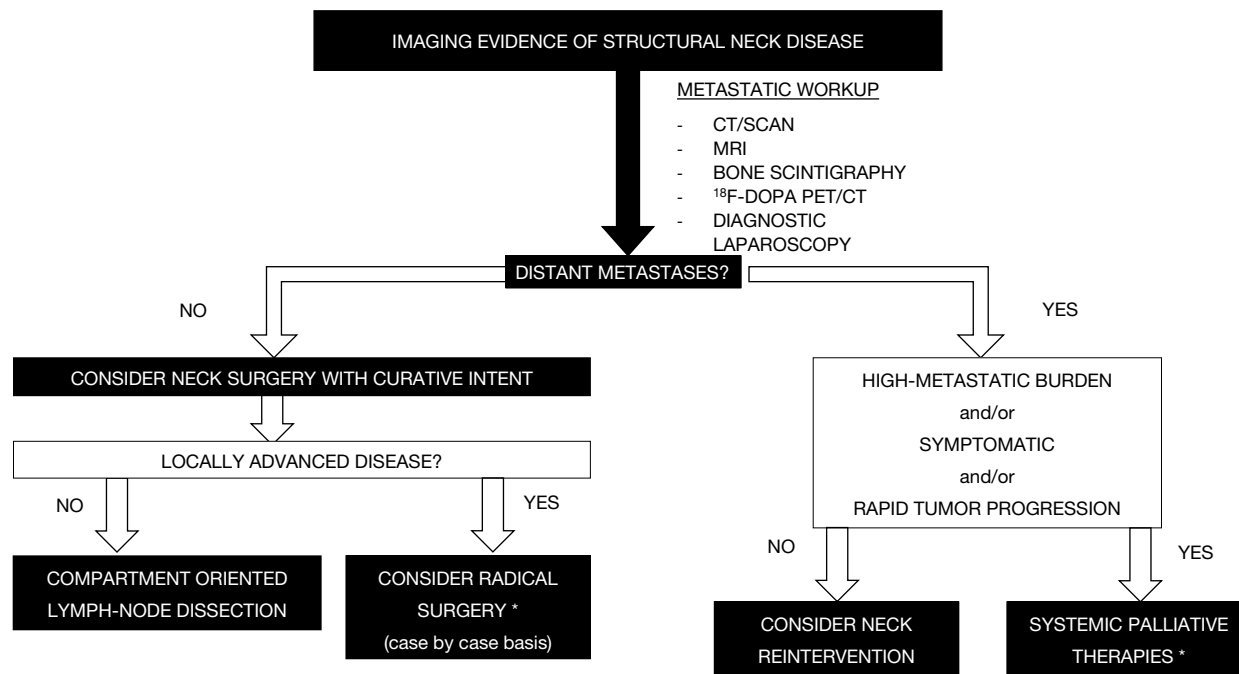 IMAGING EVIDENCE OF STRUCTURAL NECK DISEASE
METASTATIC WORKUP
- CT/SCAN
- MRI
- BONE SCINTIGRAPHY
- ¹⁸F-DOPA PET/CT
- DIAGNOSTIC
LAPAROSCOPY
DISTANT METASTASES?
NO
YES
CONSIDER NECK SURGERY WITH CURATIVE INTENT
LOCALLY ADVANCED DISEASE?
NO
YES
COMPARTMENT ORIENTED
LYMPH-NODE DISSECTION
CONSIDER RADICAL
SURGERY *
(case by case basis)
HIGH-METASTATIC BURDEN
and/or
SYMPTOMATIC
and/or
RAPID TUMOR PROGRESSION
NO
YES
CONSIDER NECK
REINTERVENTION
SYSTEMIC PALLIATIVE
THERAPIES *